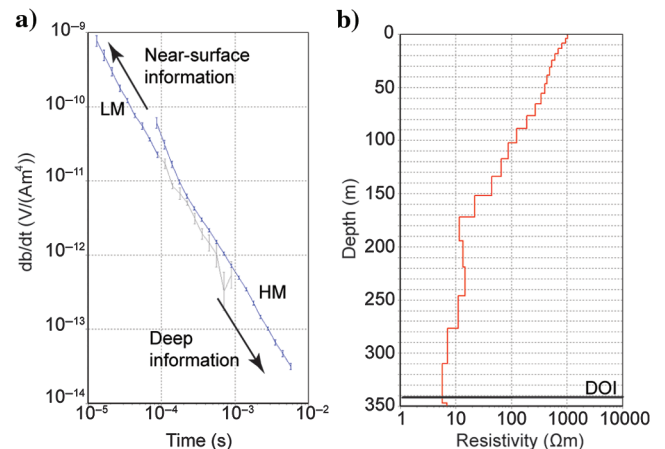 a)
10⁻⁹
10⁻¹⁰
10⁻¹¹
10⁻¹²
10⁻¹³
10⁻¹⁴
db/dt (V/(Am⁴))
Near-surface
information
LM
HM
Deep
information
10⁻⁵
10⁻⁴
10⁻³
10⁻²
Time (s)
b)
0
50
100
150
200
250
300
350
Depth (m)
DOI
1
10
100
1000
10000
Resistivity (Ωm)